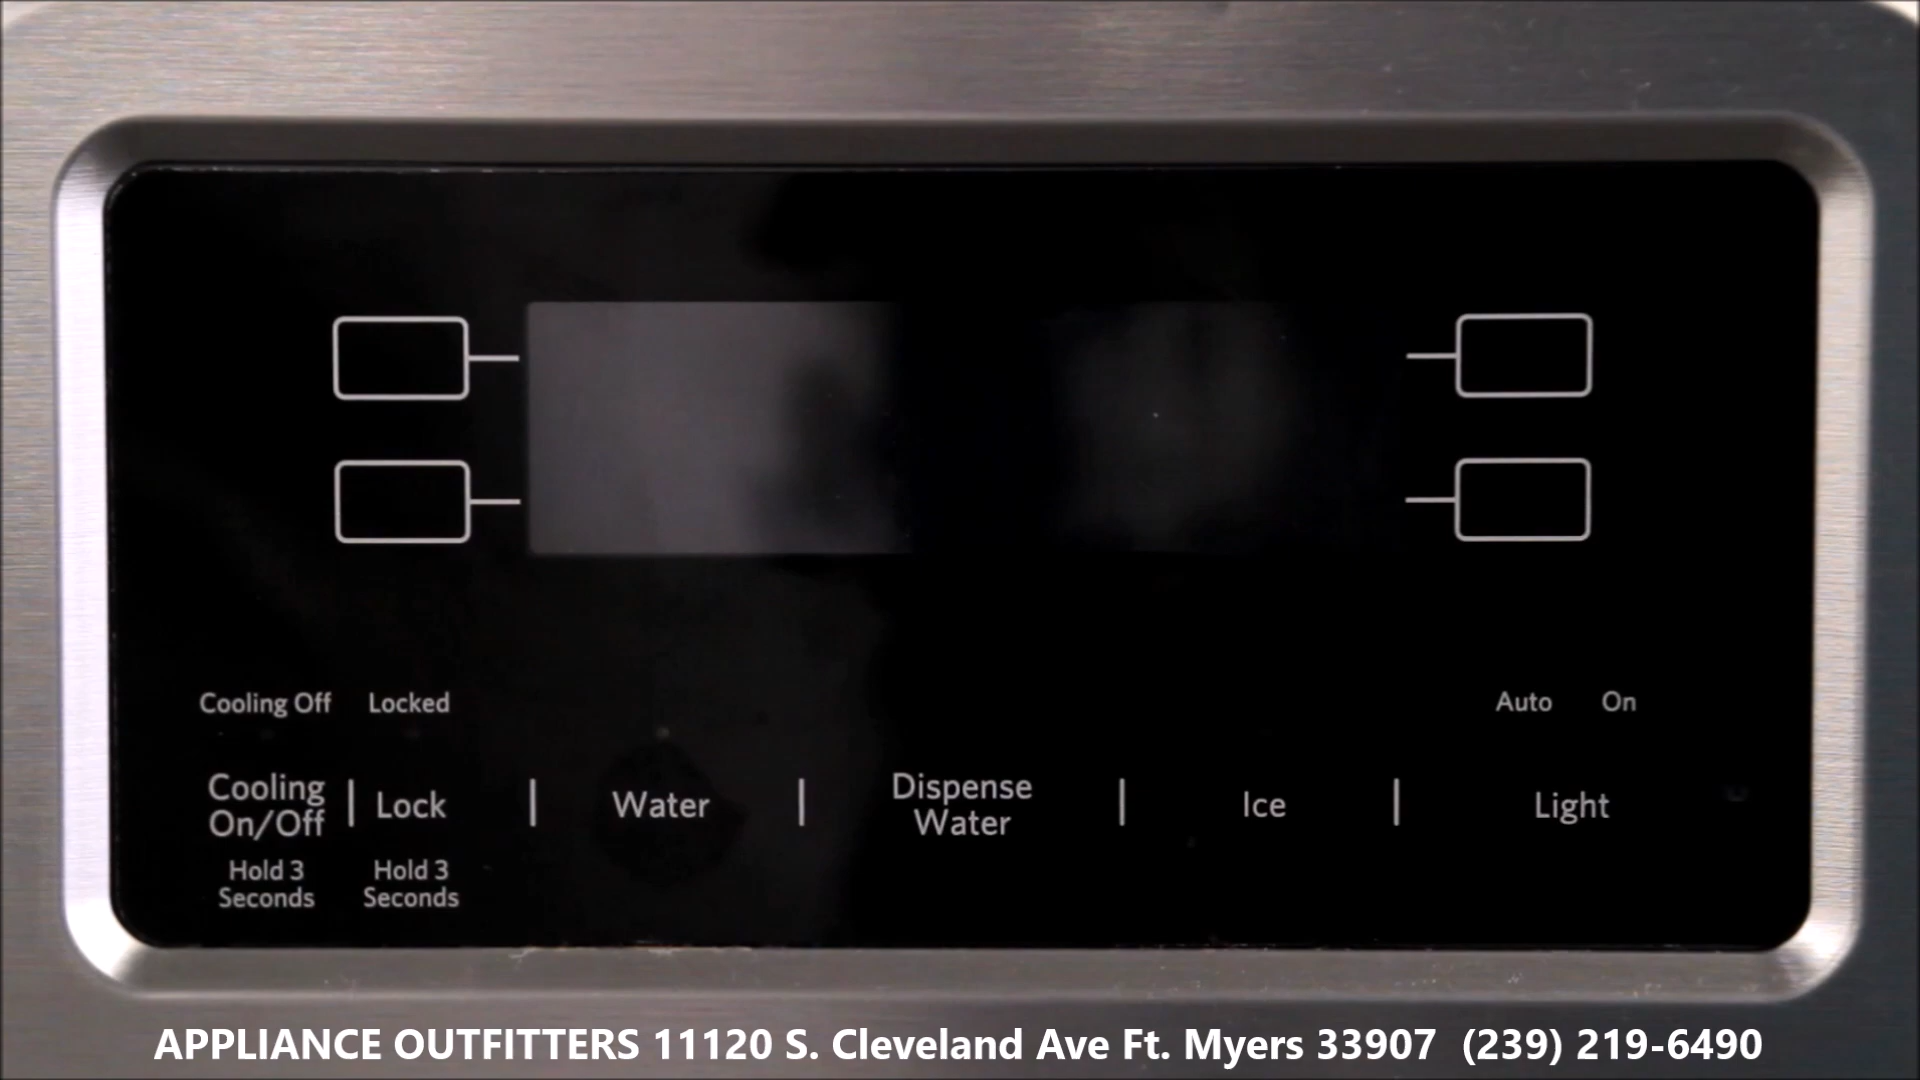 Cooling Off
Locked
Auto
On
Cooling
On/Off
Lock
Water
Dispense
Water
Ice
Light
Hold 3
Seconds
Hold 3
Seconds
APPLIANCE OUTFITTERS 11120 S. Cleveland Ave Ft. Myers 33907 (239) 219-6490